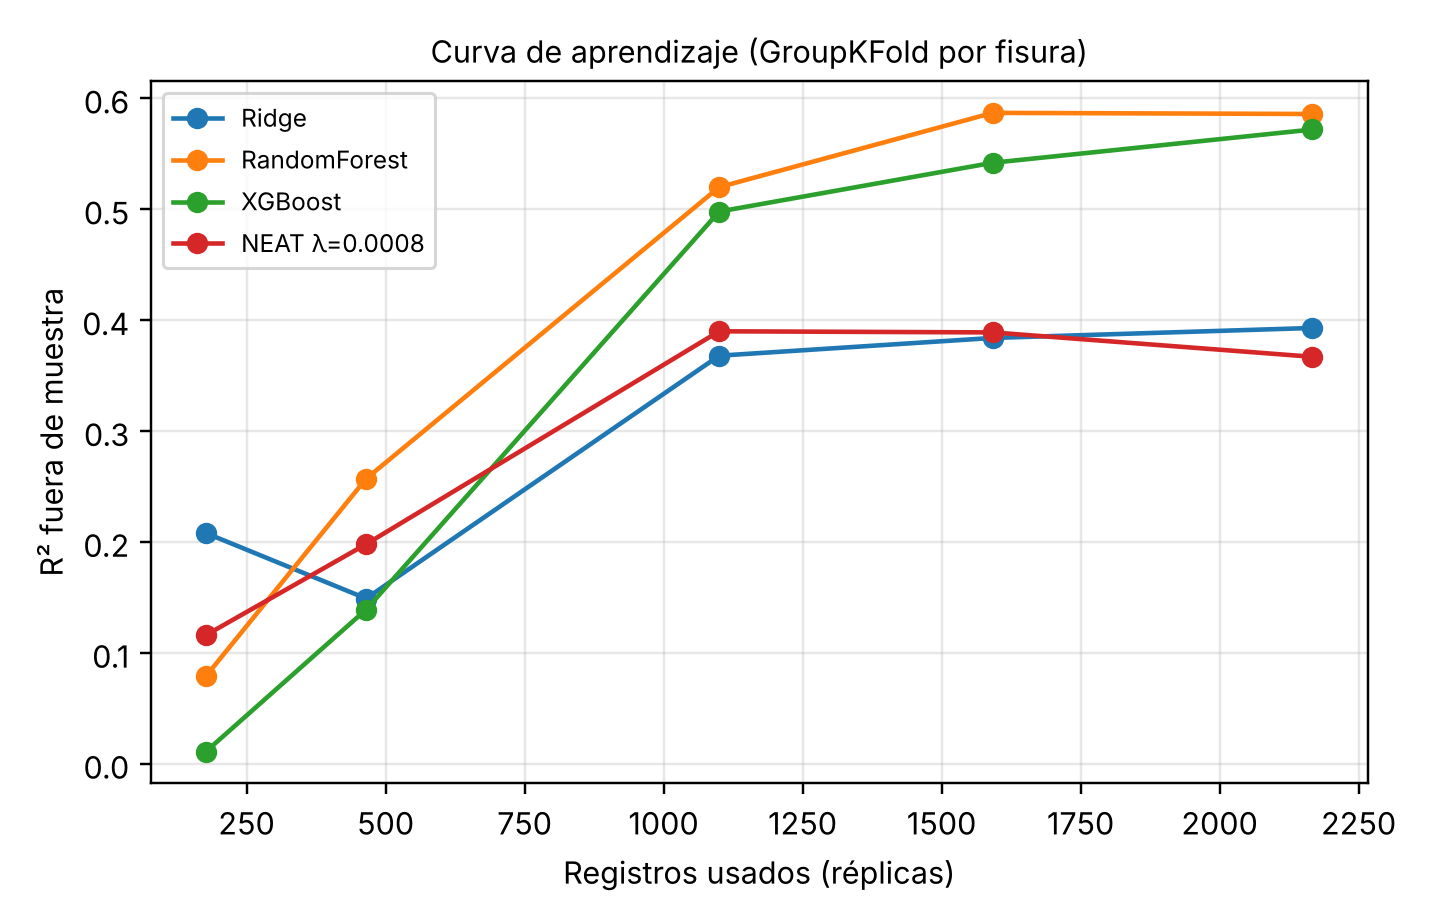 Curva de aprendizaje (GroupKFold por fisura)
Ridge
RandomForest
XGBoost
NEAT λ=0.0008
R² fuera de muestra
0.6
0.5
0.4
0.3
0.2
0.1
0.0
250 500 750 1000 1250 1500 1750 2000 2250
Registros usados (réplicas)